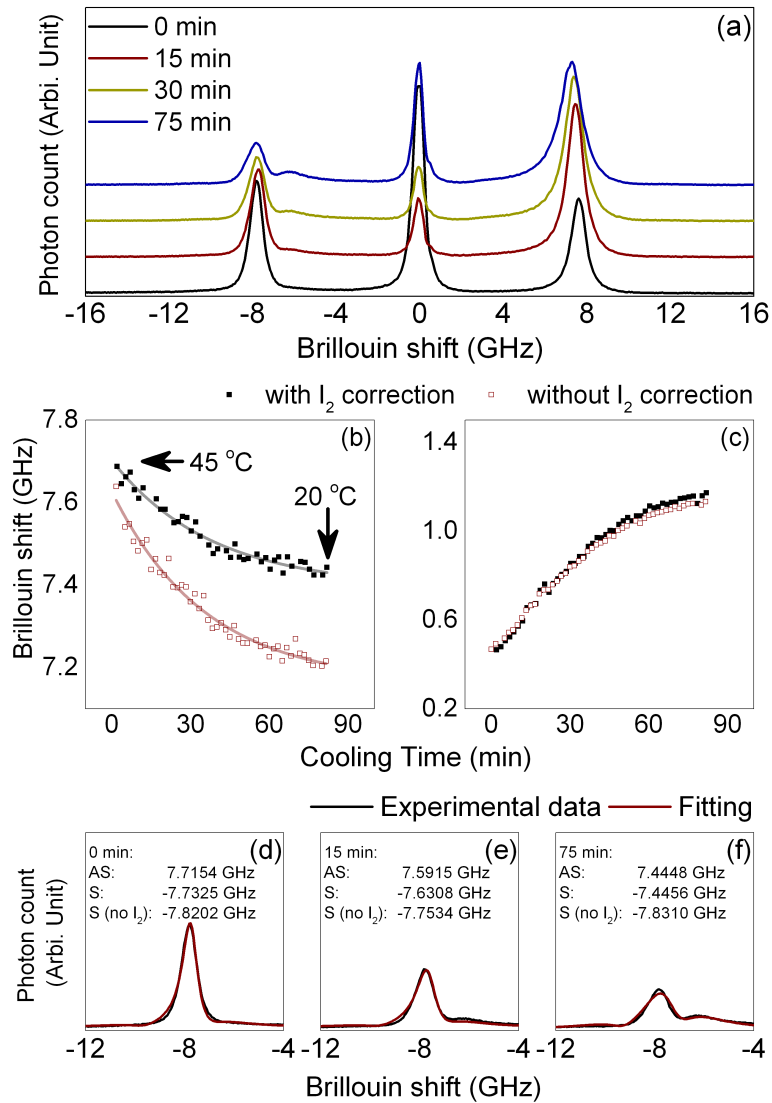 (a)
0 min
15 min
30 min
75 min
Photon count (Arbi. Unit)
-16 -12 -8 -4 0 4 8 12 16
Brillouin shift (GHz)
with I2 correction without I2 correction
(b)
45 °C
20 °C
7.8
7.6
7.4
7.2
Brillouin shift (GHz)
0 30 60 90
(c)
1.4
1.0
0.6
0.2
0 30 60 90
Cooling Time (min)
Experimental data Fitting
Photon count
(Arbi. Unit)
(d)
0 min:
AS: 7.7154 GHz
S: -7.7325 GHz
S (no I2): -7.8202 GHz
-12 -8 -4
(e)
15 min:
AS: 7.5915 GHz
S: -7.6308 GHz
S (no I2): -7.7534 GHz
-12 -8 -4
(f)
75 min:
AS: 7.4448 GHz
S: -7.4456 GHz
S (no I2): -7.8310 GHz
-12 -8 -4
Brillouin shift (GHz)